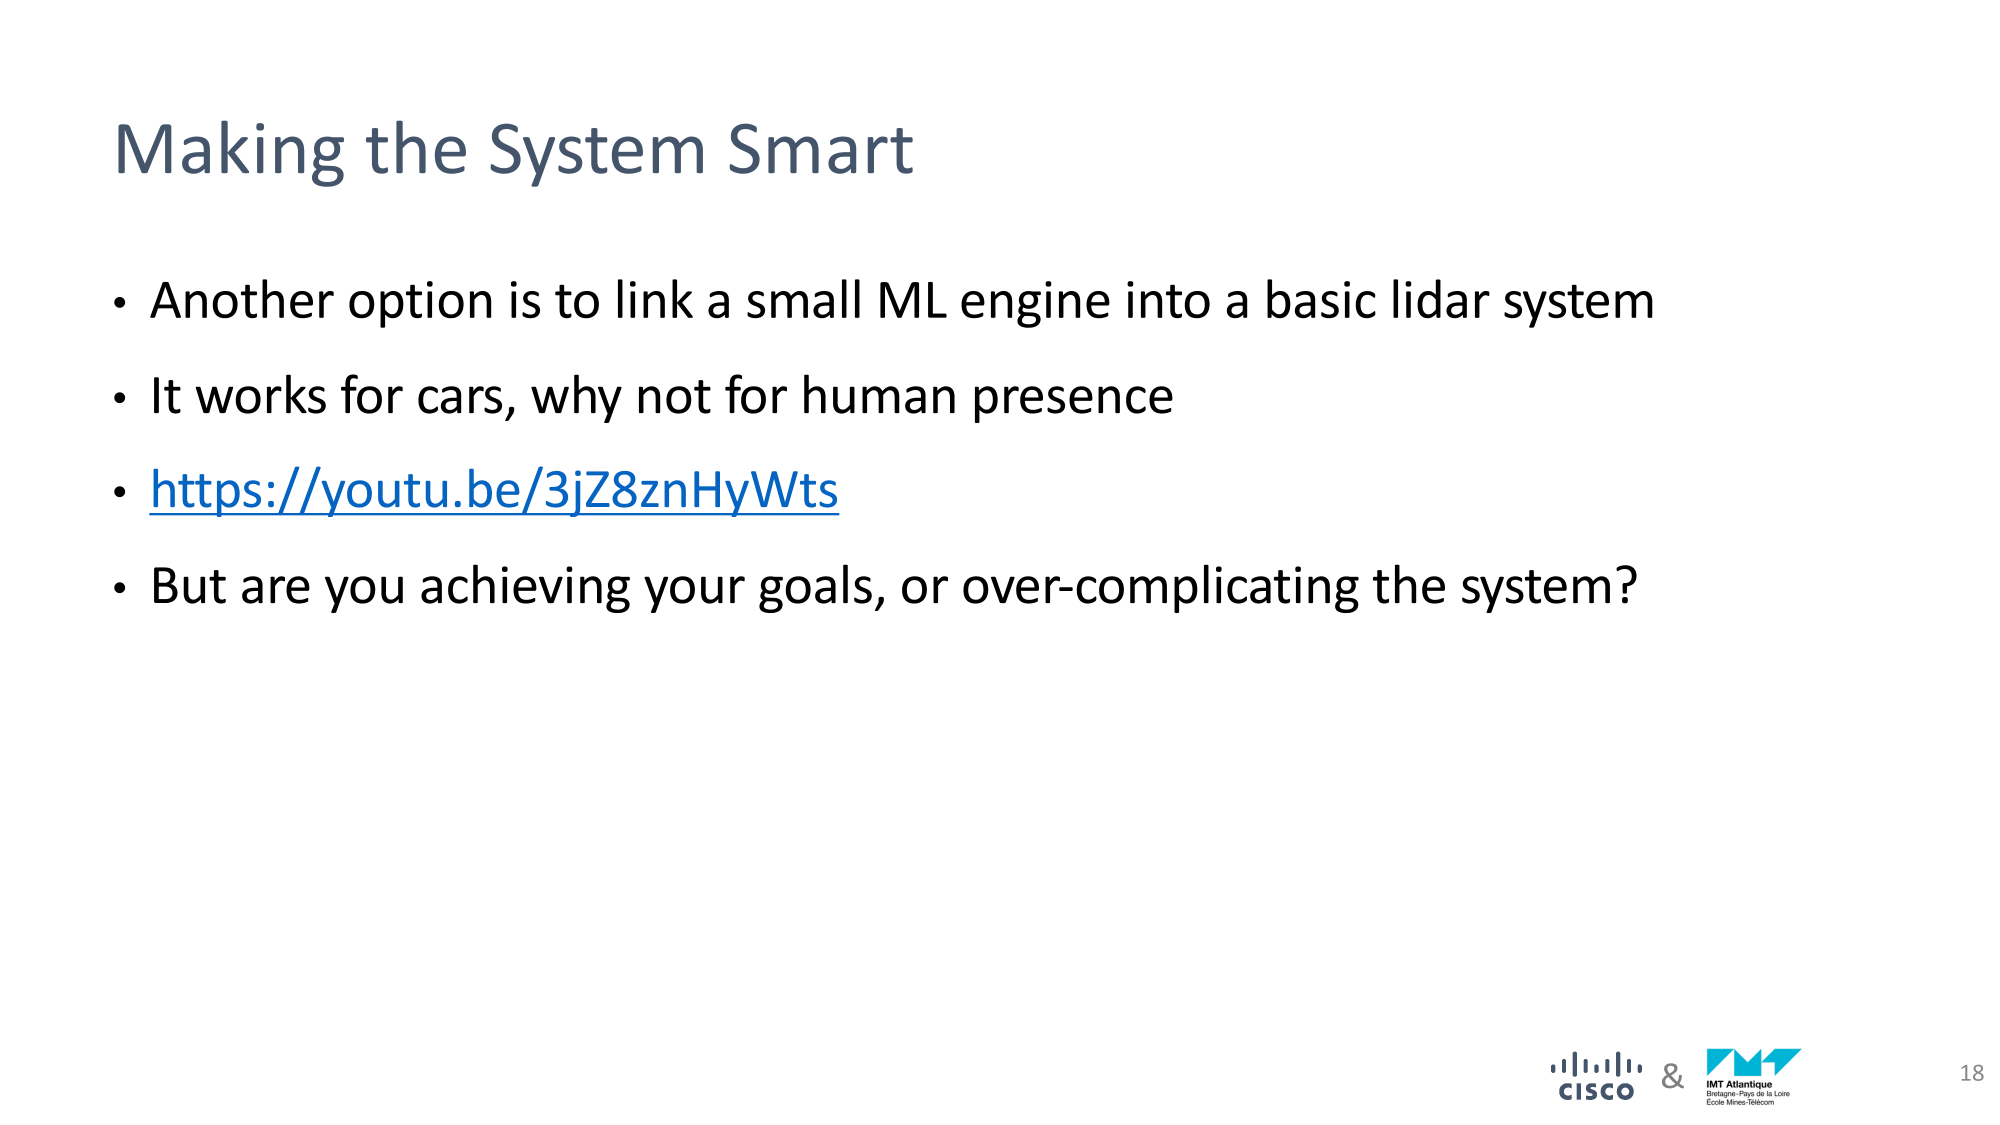 Making the System Smart
• Another option is to link a small ML engine into a basic lidar system
• It works for cars, why not for human presence
• https://youtu.be/3jZ8znHyWts
• But are you achieving your goals, or over-complicating the system?
CISCO
&
IMT Atlantique
Bretagne-Pays de la Loire
École Mines-Télécom
18